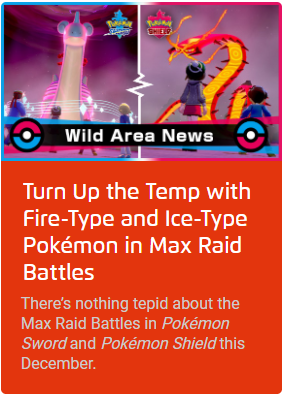 Pokémon
SWORD
Pokémon
SHIELD
Wild Area News
Turn Up the Temp with
Fire-Type and Ice-Type
Pokémon in Max Raid
Battles
There’s nothing tepid about the
Max Raid Battles in Pokémon
Sword and Pokémon Shield this
December.